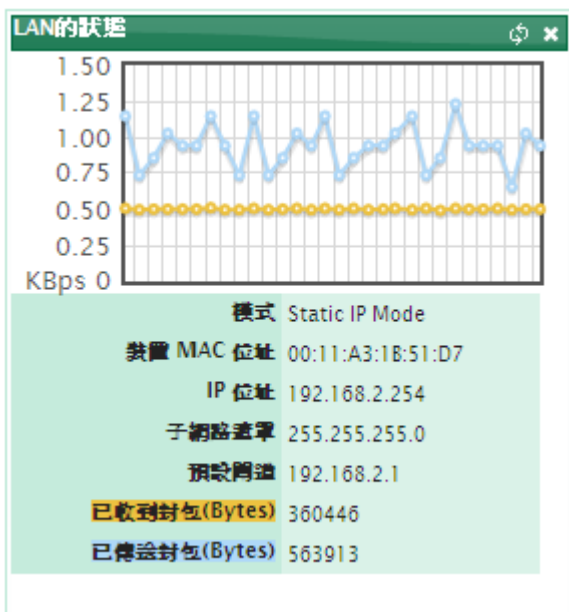 LAN的狀態
1.50
1.25
1.00
0.75
0.50
0.25
KBps 0
模式 Static IP Mode
裝置 MAC 位址 00:11:A3:1B:51:D7
IP 位址 192.168.2.254
子網路遮罩 255.255.255.0
預設閘道 192.168.2.1
已收到封包(Bytes) 360446
已傳送封包(Bytes) 563913